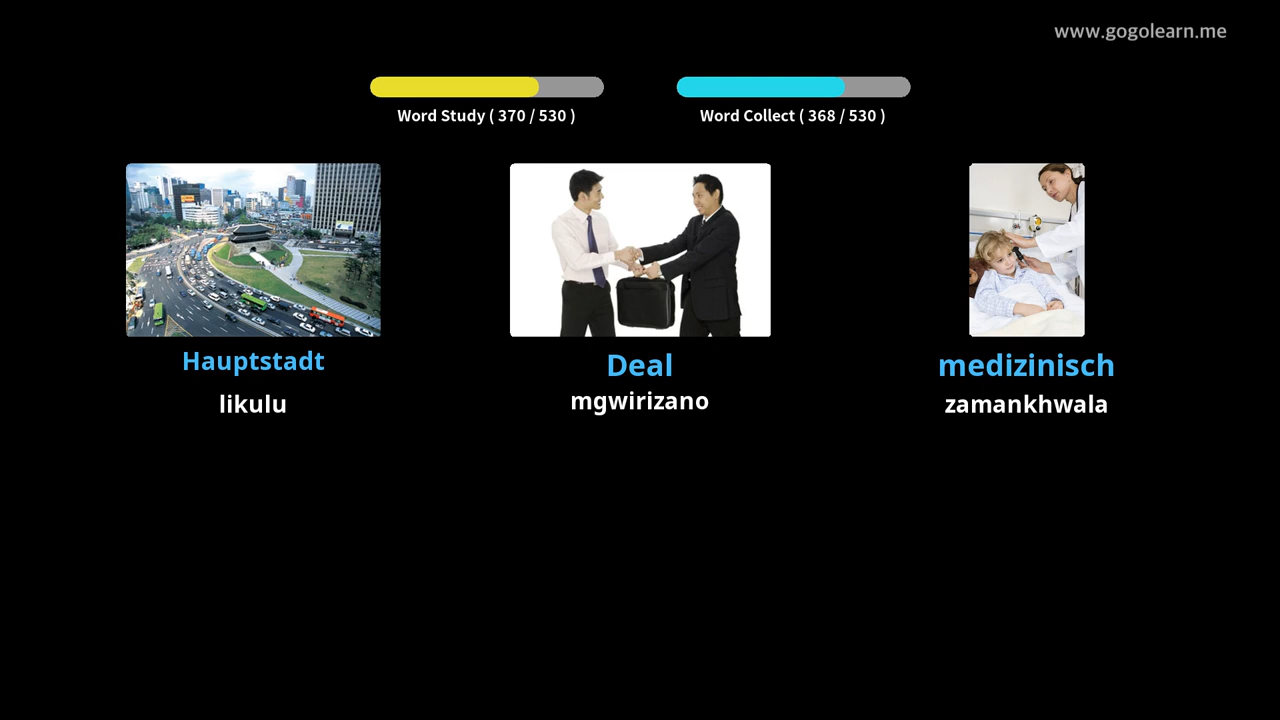 www.gogolearn.me
Word Study ( 370 / 530 )
Word Collect ( 368 / 530 )
Hauptstadt
likulu
Deal
mgwirizano
medizinisch
zamankhwala